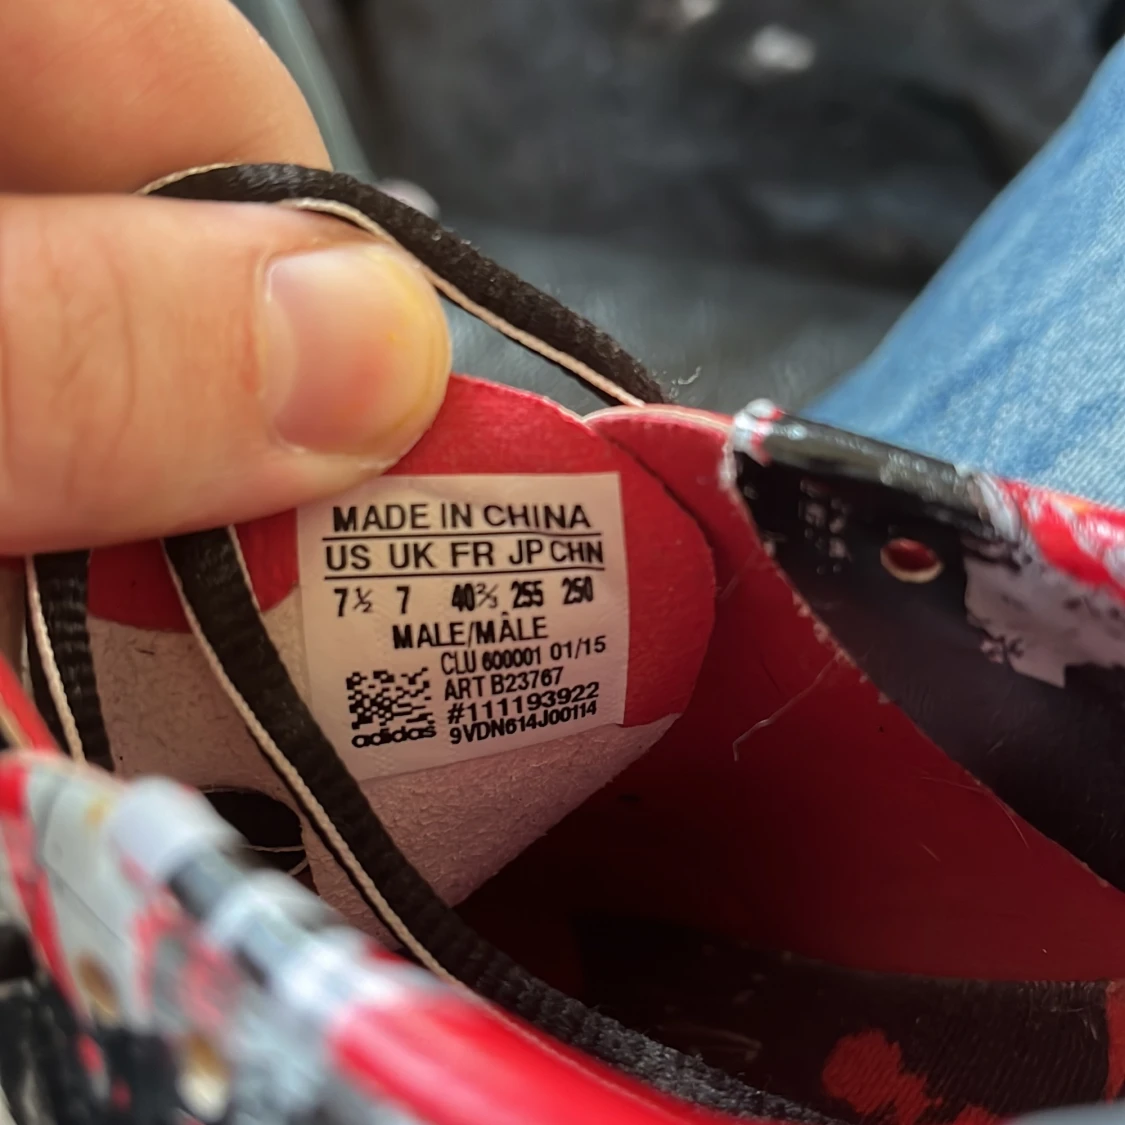 MADE IN CHINA
US UK FR JP CHN
7½ 7 40⅔ 255 250
MALE/MÂLE
CLU 600001 01/15
ART B23767
#111193922
9VDN614J00114
adidas